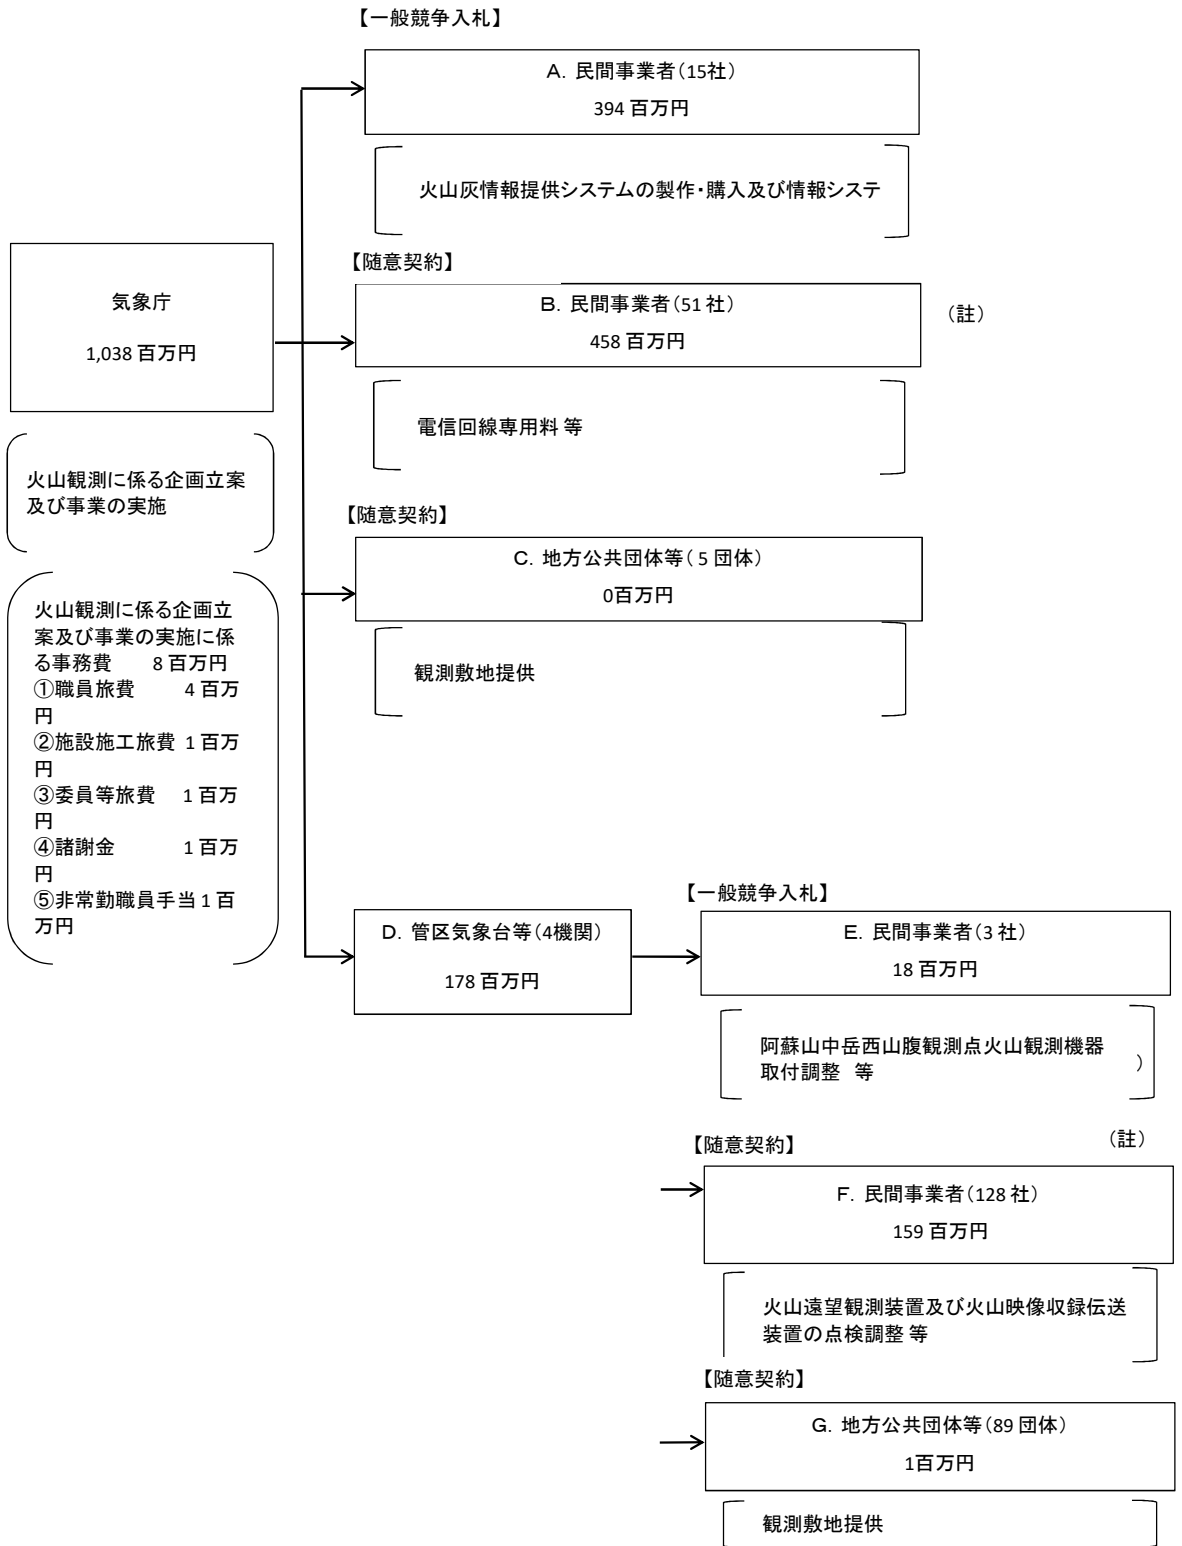 【一般競争入札】
A. 民間事業者(15社)
394 百万円
火山灰情報提供システムの製作・購入及び情報システ
【随意契約】
気象庁
1,038 百万円
B. 民間事業者(51 社)
458 百万円
(註)
電信回線専用料 等
火山観測に係る企画立案
及び事業の実施
【随意契約】
C. 地方公共団体等( 5 団体)
0百万円
観測敷地提供
火山観測に係る企画立
案及び事業の実施に係
る事務費 8 百万円
①職員旅費 4 百万
円
②施設施工旅費 1 百万
円
③委員等旅費 1 百万
円
④諸謝金 1 百万
円
⑤非常勤職員手当 1 百
万円
D. 管区気象台等(4機関)
178 百万円
【一般競争入札】
E. 民間事業者(3 社)
18 百万円
阿蘇山中岳西山腹観測点火山観測機器
取付調整 等
)
【随意契約】
(註)
F. 民間事業者(128 社)
159 百万円
火山遠望観測装置及び火山映像収録伝送
装置の点検調整 等
【随意契約】
G. 地方公共団体等(89 団体)
1百万円
観測敷地提供